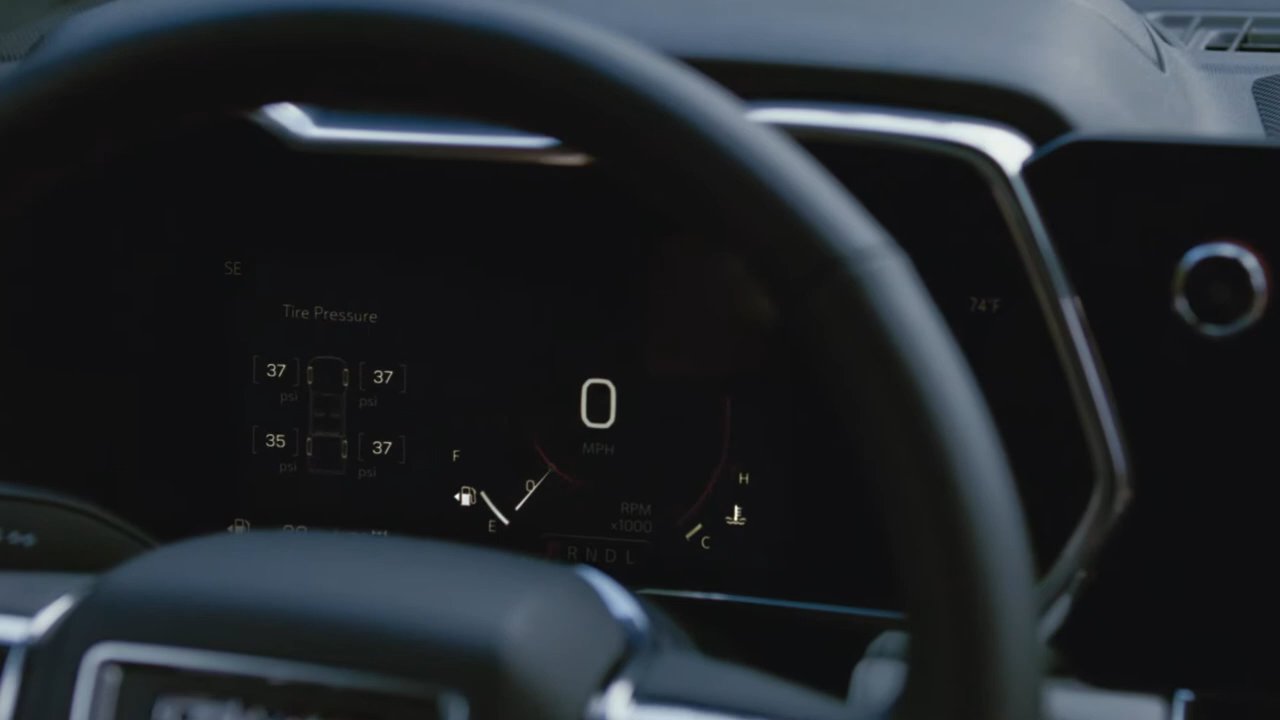 SE
74°F
Tire Pressure
37 37
psi psi
0
MPH
35 37
psi psi
F
H
0
E
RPM
x1000
C
R N D L